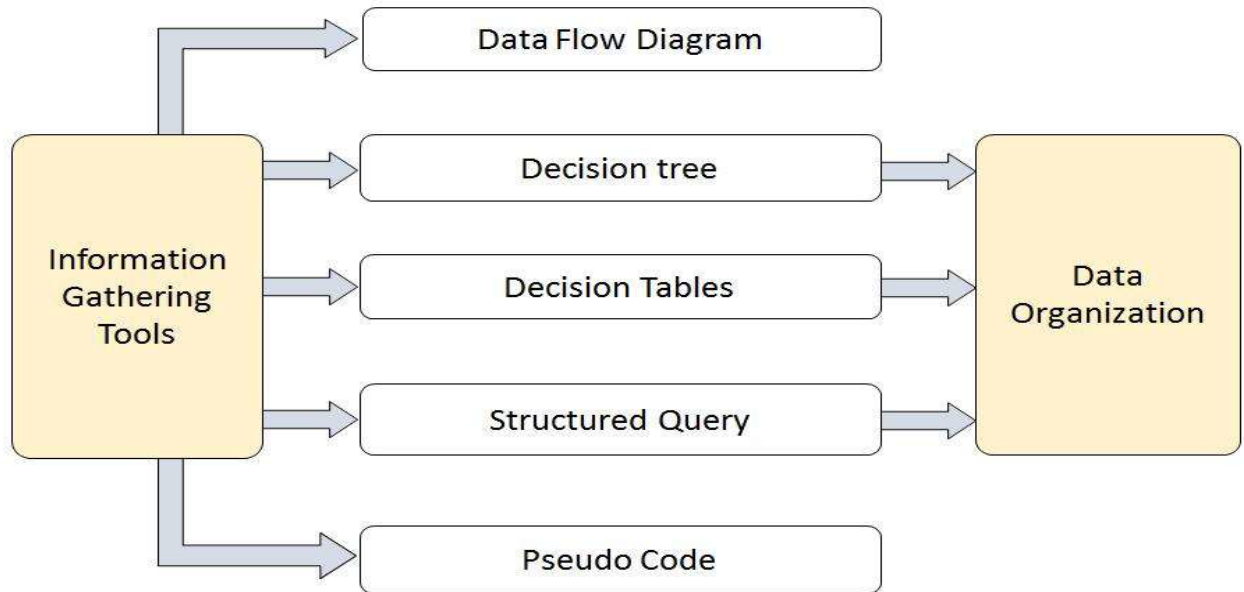 Data Flow Diagram
Decision tree
Information
Gathering
Tools
Decision Tables
Data
Organization
Structured Query
Pseudo Code